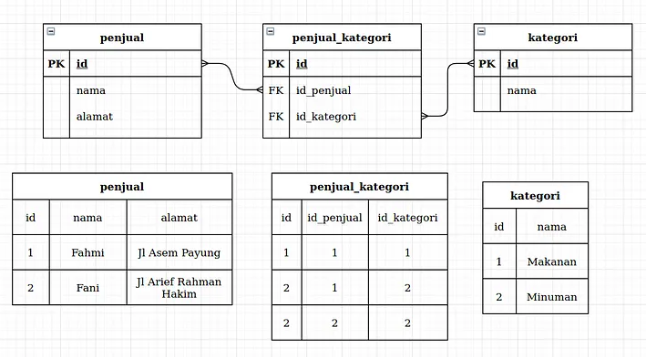 penjual
PK id
nama
alamat
penjual_kategori
PK id
FK id_penjual
FK id_kategori
kategori
PK id
nama
penjual
id nama alamat
1 Fahmi Jl Asem Payung
2 Fani Jl Arief Rahman
Hakim
penjual_kategori
id id_penjual id_kategori
1 1 1
2 1 2
2 2 2
kategori
id nama
1 Makanan
2 Minuman